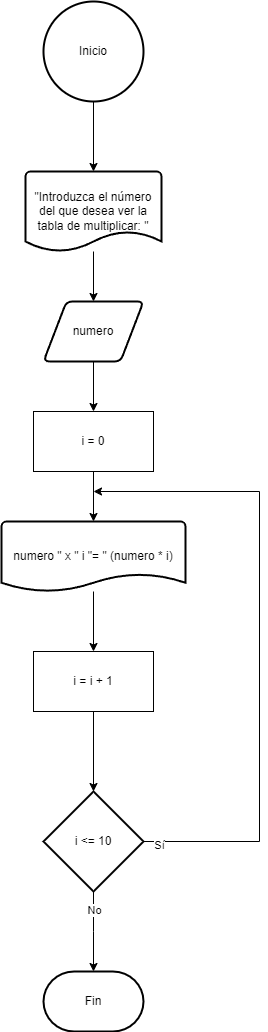 Inicio
"Introduzca el número
del que desea ver la
tabla de multiplicar: "
numero
i = 0
numero " x " i "= " (numero * i)
i = i + 1
i <= 10
Sí
No
Fin